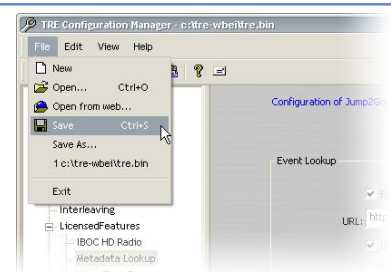 TRE Configuration Manager - c:\tre-wbei\tre.bin
File Edit View Help
New
Open... Ctrl+O
Open from web...
Save Ctrl+S
Save As...
1 c:\tre-wbei\tre.bin
Exit
Configuration of
Event Lookup
URL: http
Interleaving
LicensedFeatures
IBOC HD Radio
Metadata Lookup